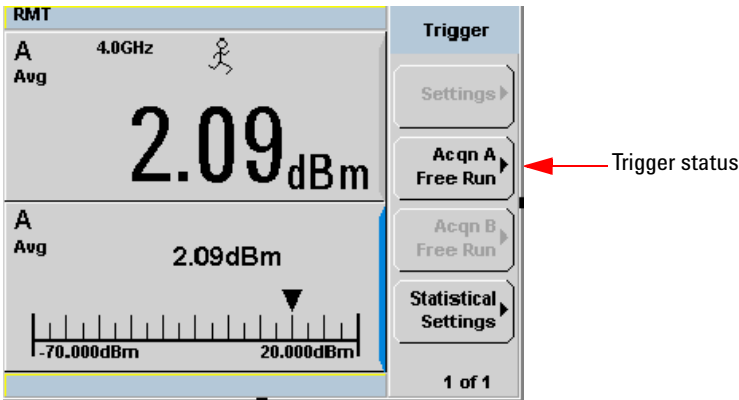 RMT
A
4.0GHz
Avg
2.09dBm
A
Avg
2.09dBm
-70.000dBm
20.000dBm
Trigger
Settings
Acqn A
Free Run
Acqn B
Free Run
Statistical
Settings
1 of 1
Trigger status